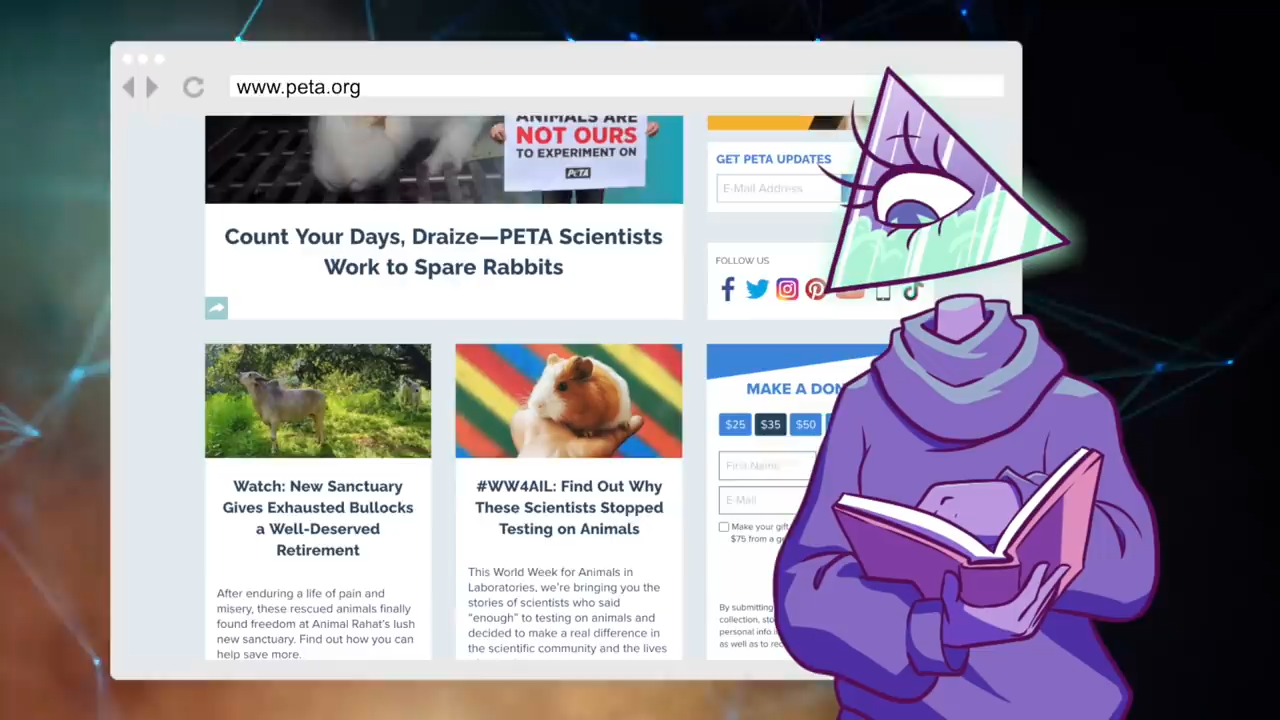 www.peta.org
ANIMALS ARE
NOT OURS
TO EXPERIMENT ON
PETA
Count Your Days, Draize—PETA Scientists
Work to Spare Rabbits
GET PETA UPDATES
E-Mail Address
FOLLOW US
Watch: New Sanctuary
Gives Exhausted Bullocks
a Well-Deserved
Retirement
After enduring a life of pain and
misery, these rescued animals finally
found freedom at Animal Rahat's lush
new sanctuary. Find out how you can
help save more.
#WW4AIL: Find Out Why
These Scientists Stopped
Testing on Animals
This World Week for Animals in
Laboratories, we're bringing you the
stories of scientists who said
“enough” to testing on animals and
decided to make a real difference in
the scientific community and the lives
MAKE A DON
$25 $35 $50
First Name
E-Mail
Make your gift
$75 from a ge
By submitting
collection, sto
personal info
as well as to rec